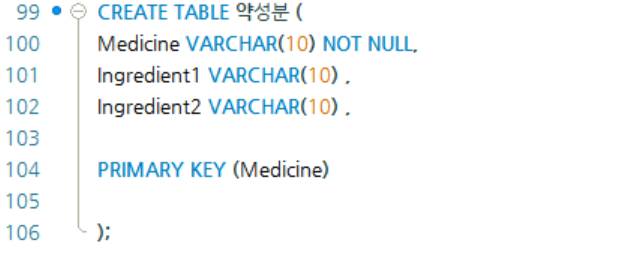 99 CREATE TABLE 약성분 (
100 Medicine VARCHAR(10) NOT NULL,
101 Ingredient1 VARCHAR(10) ,
102 Ingredient2 VARCHAR(10) ,
103
104 PRIMARY KEY (Medicine)
105
106 );